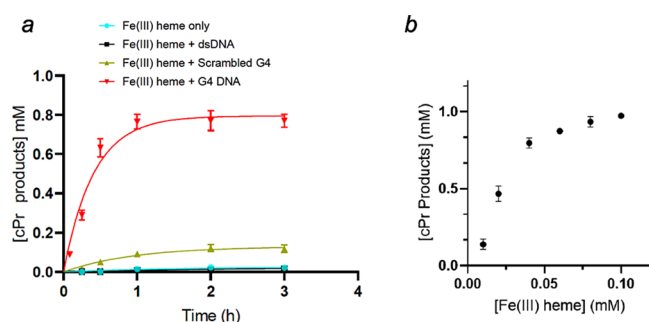 a
Fe(III) heme only
Fe(III) heme + dsDNA
Fe(III) heme + Scrambled G4
Fe(III) heme + G4 DNA
[cPr products] mM
1.0
0.8
0.6
0.4
0.2
0.0
0 1 2 3 4
Time (h)
b
[cPr Products] (mM)
1.0
0.5
0.0
0.00 0.05 0.10
[Fe(III) heme] (mM)